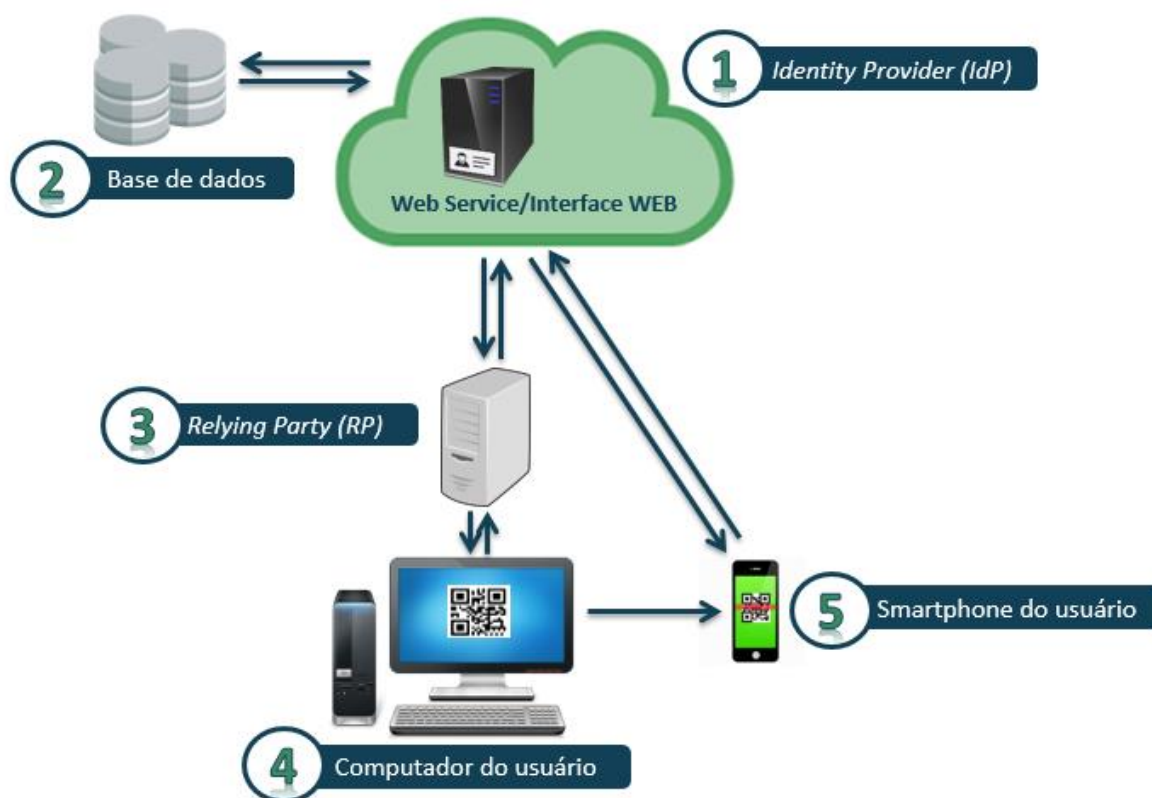 1 Identity Provider (IdP)
Web Service/Interface WEB
2 Base de dados
3 Relying Party (RP)
5 Smartphone do usuário
4 Computador do usuário